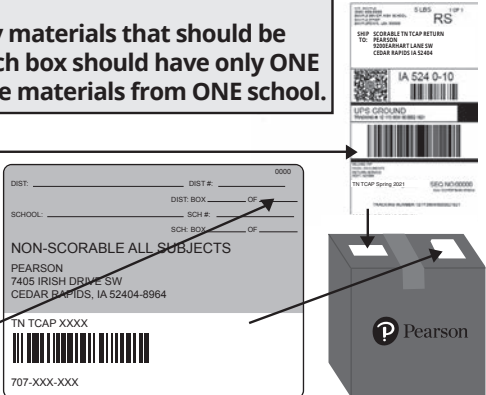 y materials that should be
ch box should have only ONE
e materials from ONE school.
5 LBS 1 OF 1
RS
SHIP SCORABLE TN TCAP RETURN
TO: PEARSON
9200EARHART LANE SW
CEDAR RAPIDS IA 52404
IA 524 0-10
UPS GROUND
TN TCAP Spring 2021 SEQ NO:00000
0000
DIST: DIST #:
DIST: BOX OF
SCHOOL: SCH #:
SCH: BOX OF
NON-SCORABLE ALL SUBJECTS
PEARSON
7405 IRISH DRIVE SW
CEDAR RAPIDS, IA 52404-8964
TN TCAP XXXX
707-XXX-XXX
P Pearson